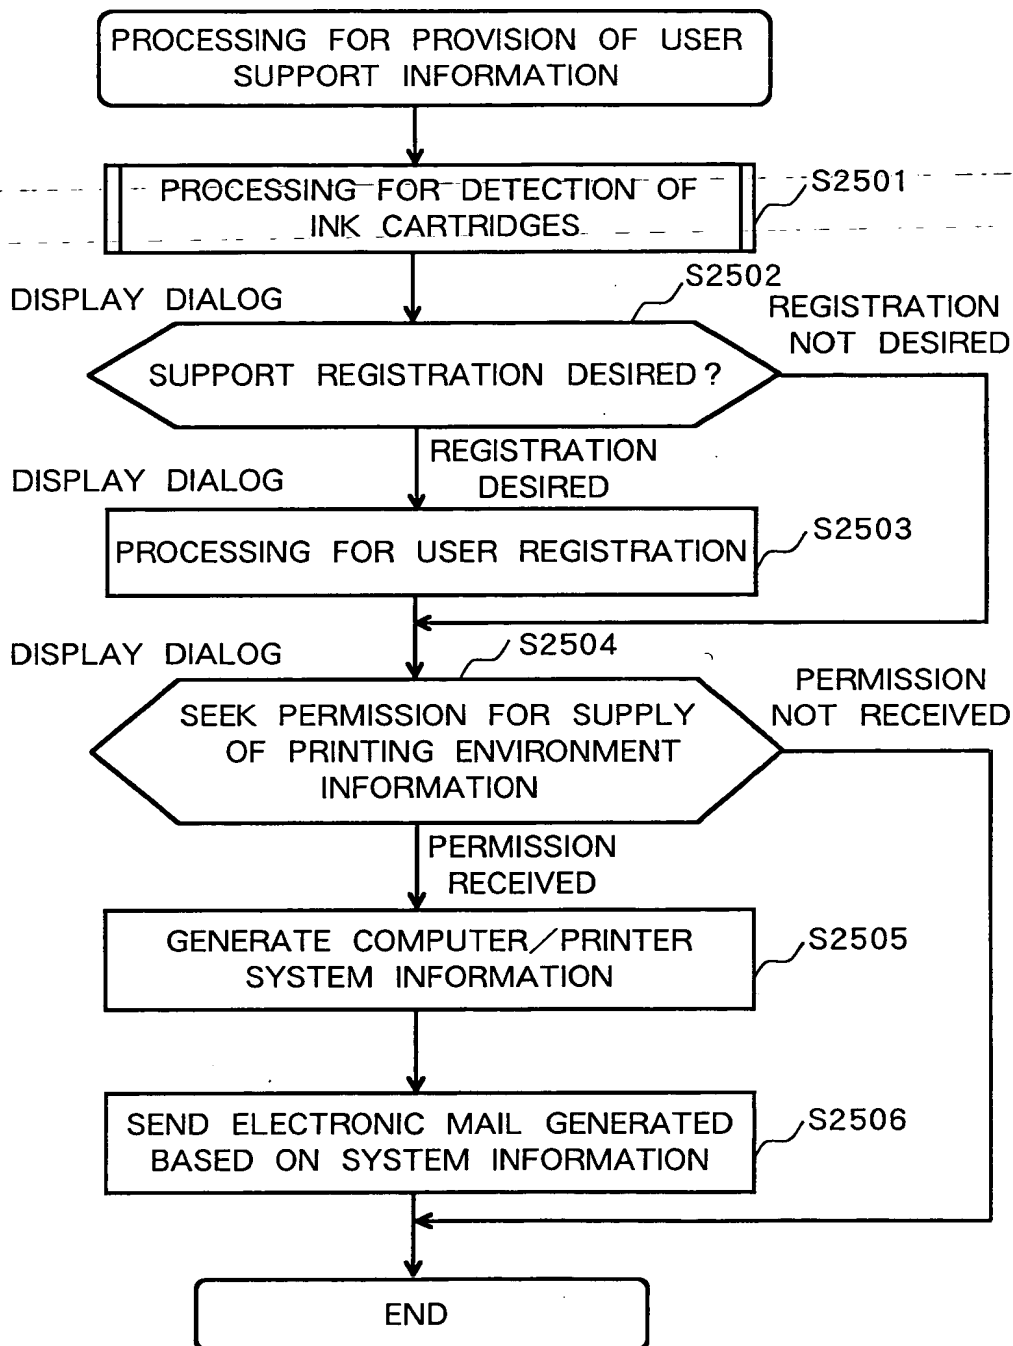 PROCESSING FOR PROVISION OF USER
SUPPORT INFORMATION
PROCESSING FOR DETECTION OF
INK CARTRIDGES
S2501
S2502
DISPLAY DIALOG
REGISTRATION
NOT DESIRED
SUPPORT REGISTRATION DESIRED?
REGISTRATION
DESIRED
DISPLAY DIALOG
S2503
PROCESSING FOR USER REGISTRATION
S2504
DISPLAY DIALOG
PERMISSION
NOT RECEIVED
SEEK PERMISSION FOR SUPPLY
OF PRINTING ENVIRONMENT
INFORMATION
PERMISSION
RECEIVED
GENERATE COMPUTER/PRINTER
SYSTEM INFORMATION
S2505
SEND ELECTRONIC MAIL GENERATED
BASED ON SYSTEM INFORMATION
S2506
END